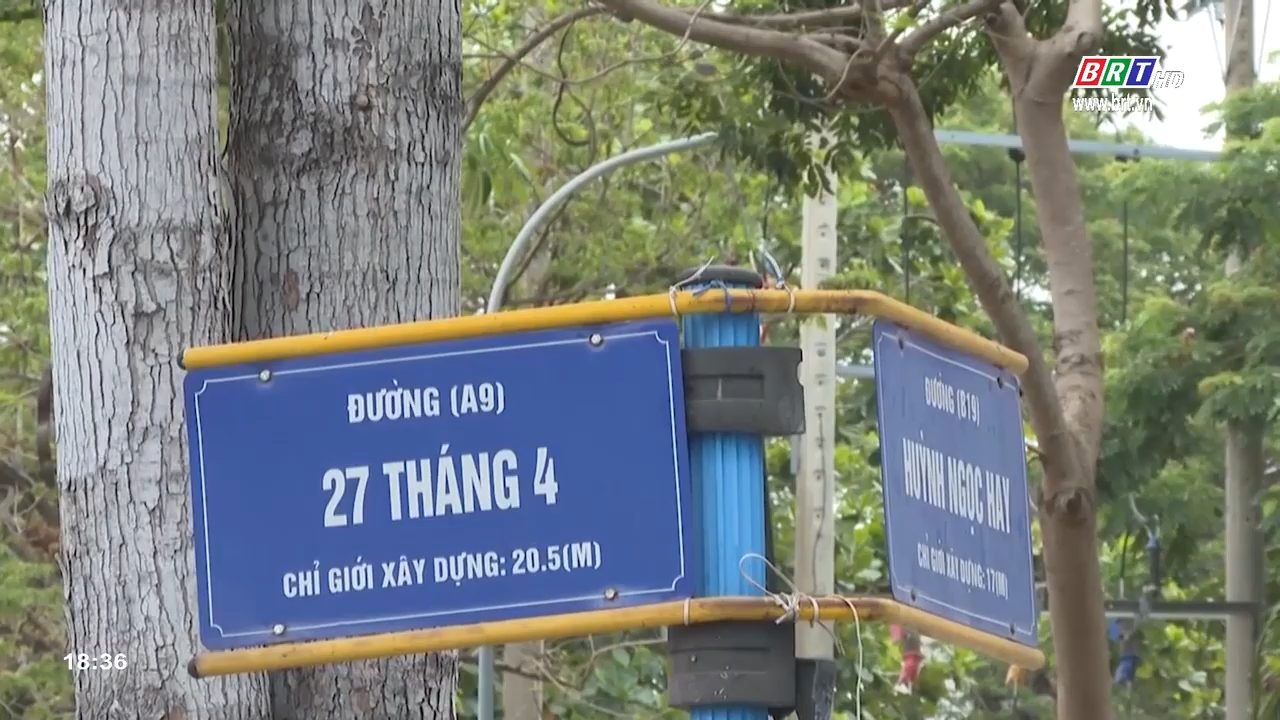 BRT HD
www.brt.vn
ĐƯỜNG (A9)
27 THÁNG 4
CHỈ GIỚI XÂY DỰNG: 20.5(M)
ĐƯỜNG (B19)
HUỲNH NGỌC HAY
CHỈ GIỚI XÂY DỰNG: 17(M)
18:36